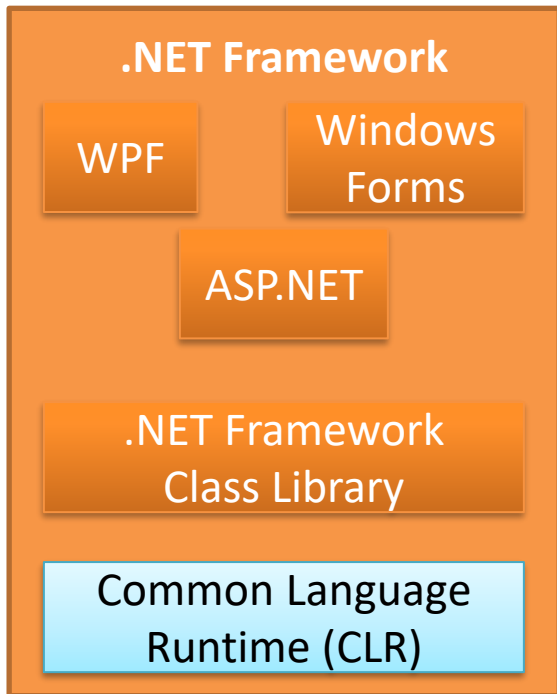 .NET Framework
WPF
Windows
Forms
ASP.NET
.NET Framework
Class Library
Common Language
Runtime (CLR)